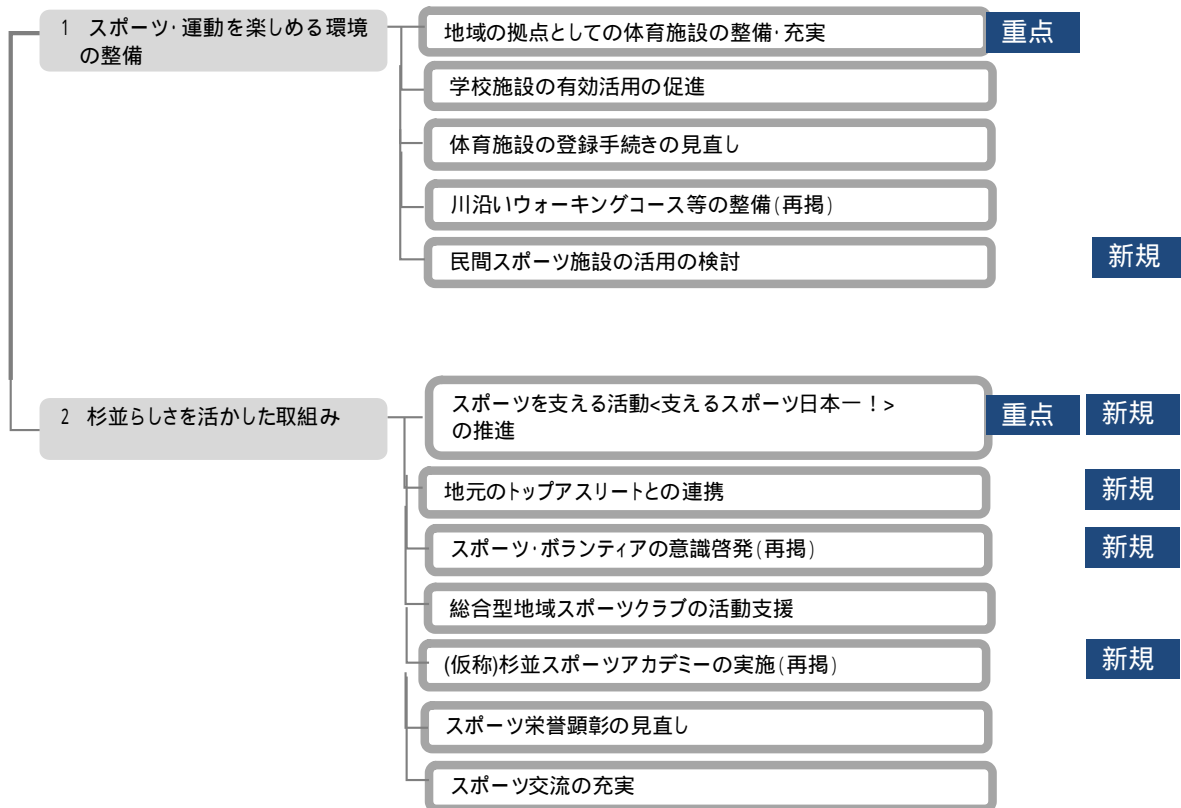 1 スポーツ・運動を楽しめる環境
の整備
地域の拠点としての体育施設の整備・充実
重点
学校施設の有効活用の促進
体育施設の登録手続きの見直し
川沿いウォーキングコース等の整備(再掲)
民間スポーツ施設の活用の検討
新規
2 杉並らしさを活かした取組み
スポーツを支える活動<支えるスポーツ日本一！>
の推進
重点
新規
地元のトップアスリートとの連携
新規
スポーツ・ボランティアの意識啓発(再掲)
新規
総合型地域スポーツクラブの活動支援
(仮称)杉並スポーツアカデミーの実施(再掲)
新規
スポーツ栄誉顕彰の見直し
スポーツ交流の充実